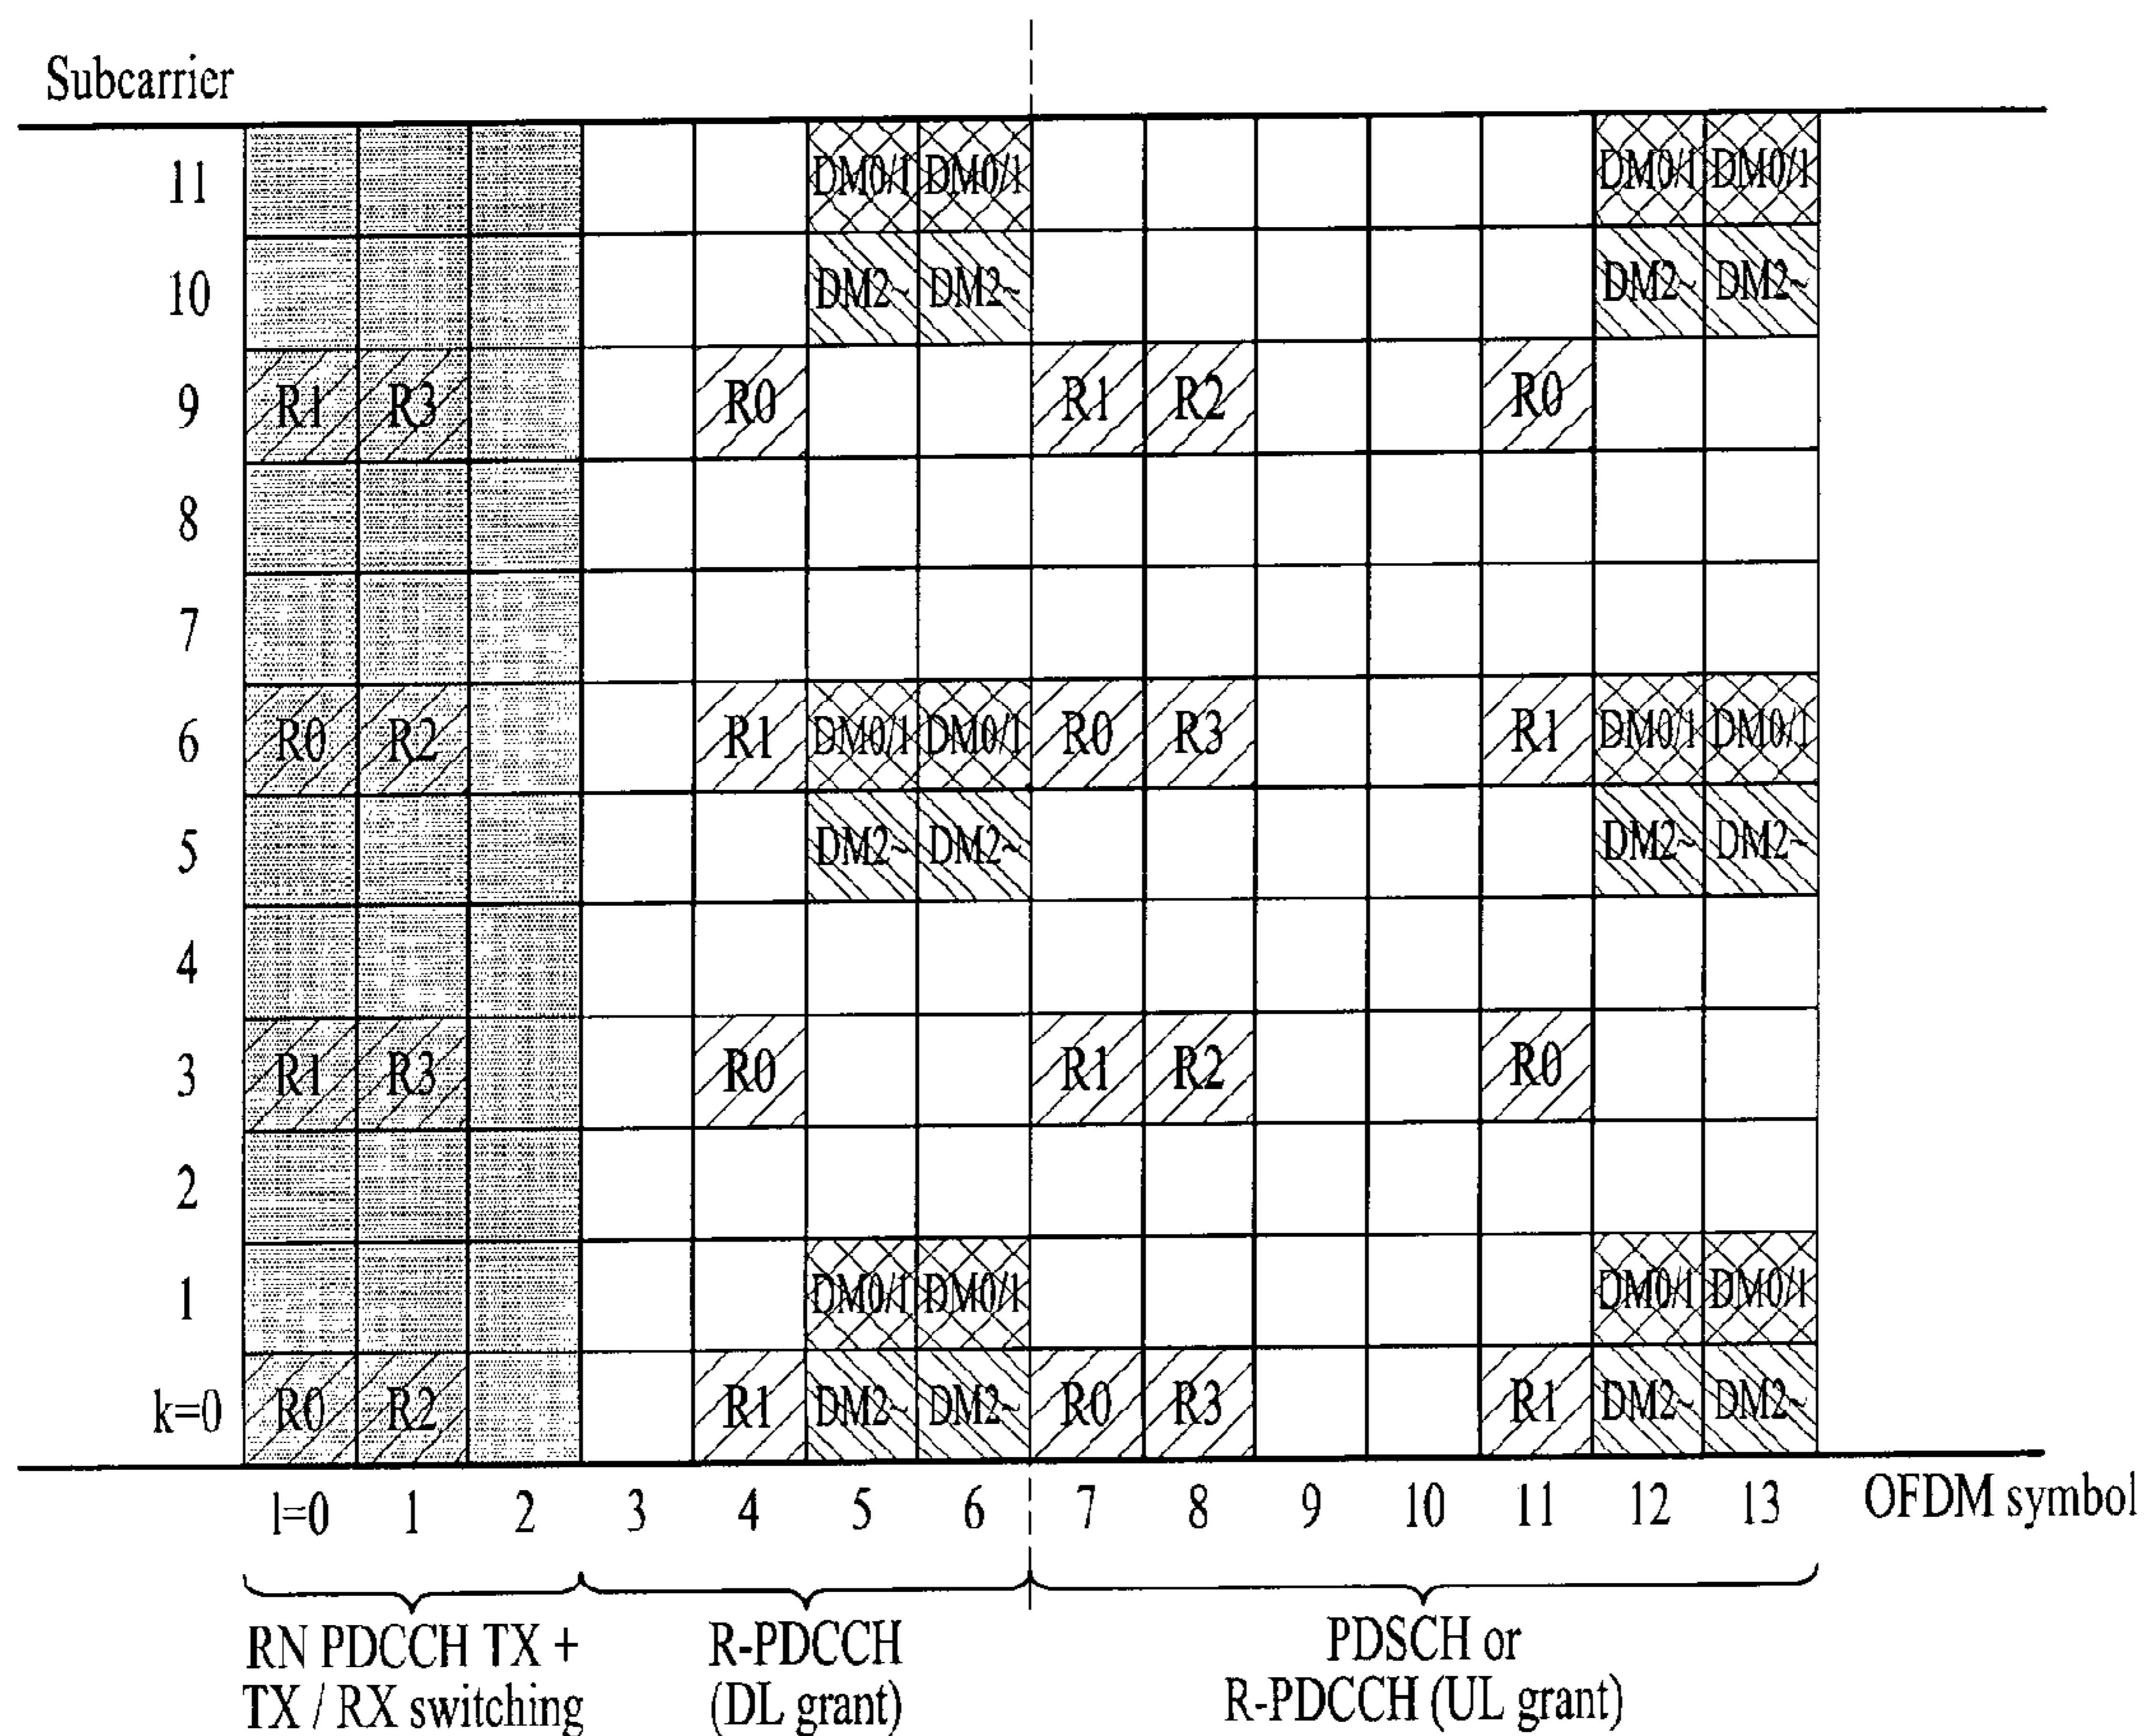 Subcarrier
11 DM0/1 DM0/1 DM0/1 DM0/1
10 DM2~ DM2~ DM2~ DM2~
9 R1 R3 R0 R1 R2 R0
8
7
6 R0 R2 R1 DM0/1 DM0/1 R0 R3 R1 DM0/1 DM0/1
5 DM2~ DM2~ DM2~ DM2~
4
3 R1 R3 R0 R1 R2 R0
2
1 DM0/1 DM0/1 DM0/1 DM0/1
k=0 R0 R2 R1 DM2~ DM2~ R0 R3 R1 DM2~ DM2~
l=0 1 2 3 4 5 6 7 8 9 10 11 12 13 OFDM symbol
RN PDCCH TX +
TX / RX switching
R-PDCCH
(DL grant)
PDSCH or
R-PDCCH (UL grant)